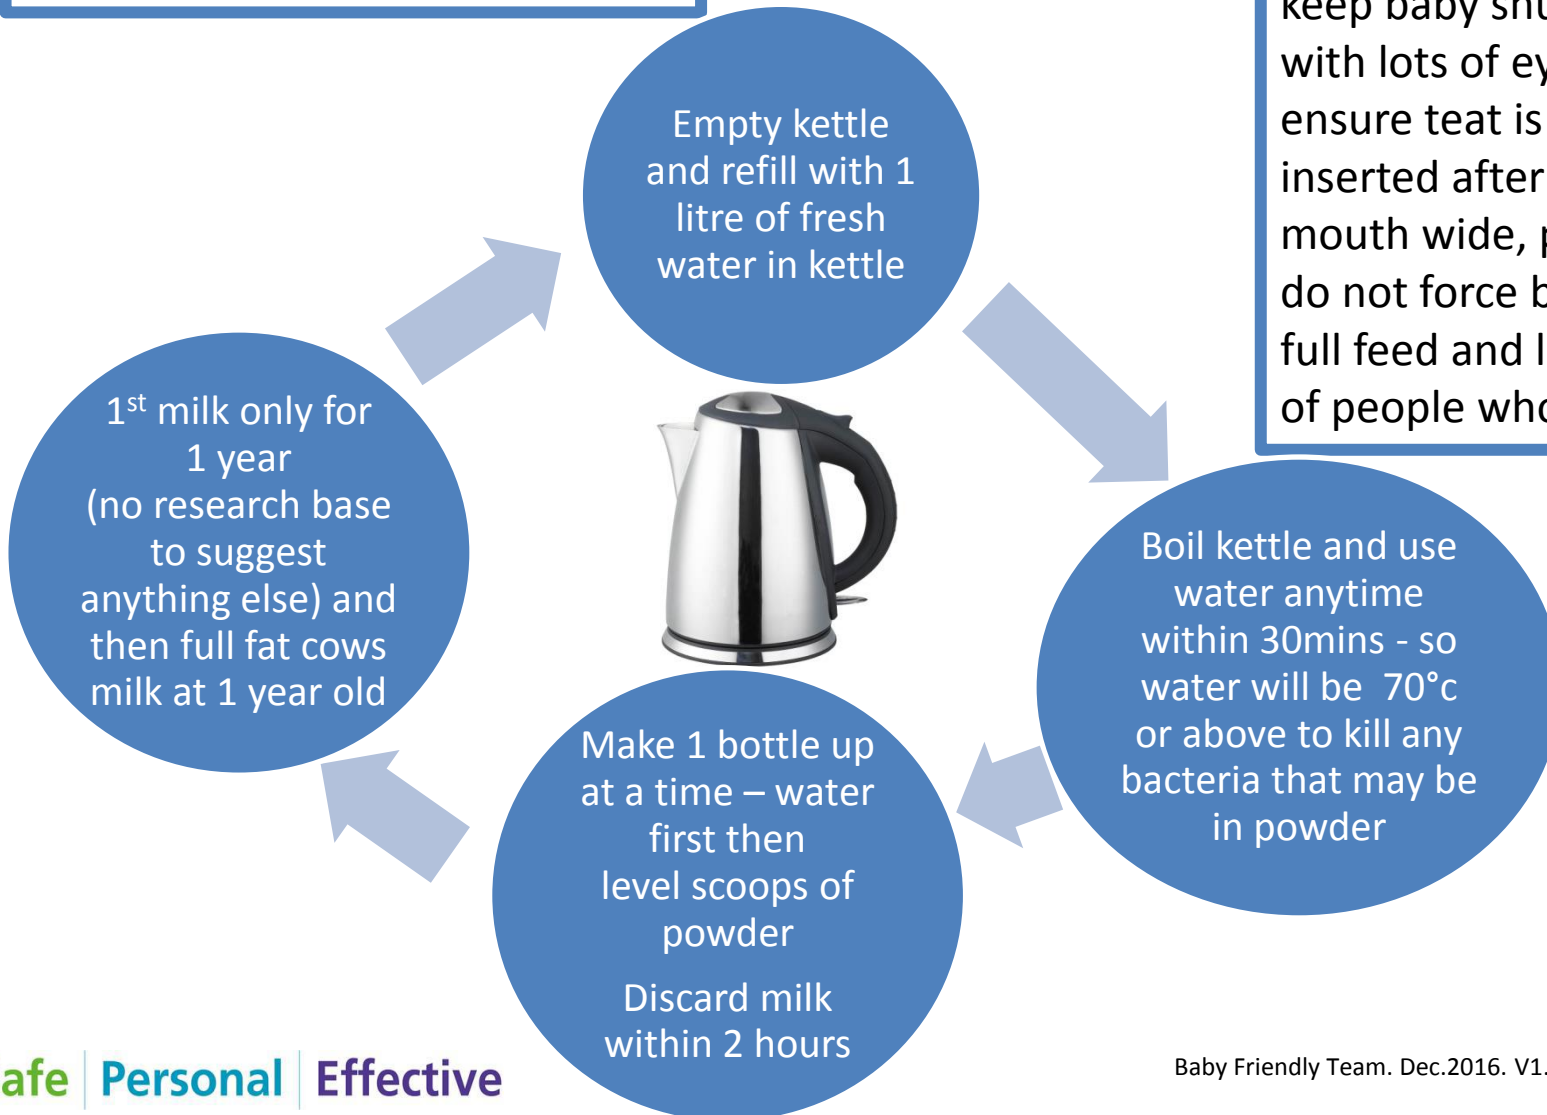 Empty kettle
and refill with 1
litre of fresh
water in kettle
keep baby
with lots of
ensure teat is
inserted after
mouth wide,
do not force
full feed and
of people
Boil kettle and use
water anytime
within 30mins - so
water will be 70°c
or above to kill any
bacteria that may be
in powder
Make 1 bottle up
at a time – water
first then
level scoops of
powder
Discard milk
within 2 hours
1st milk only for
1 year
(no research base
to suggest
anything else) and
then full fat cows
milk at 1 year old
afe | Personal | Effective
Baby Friendly Team. Dec.2016. V1.